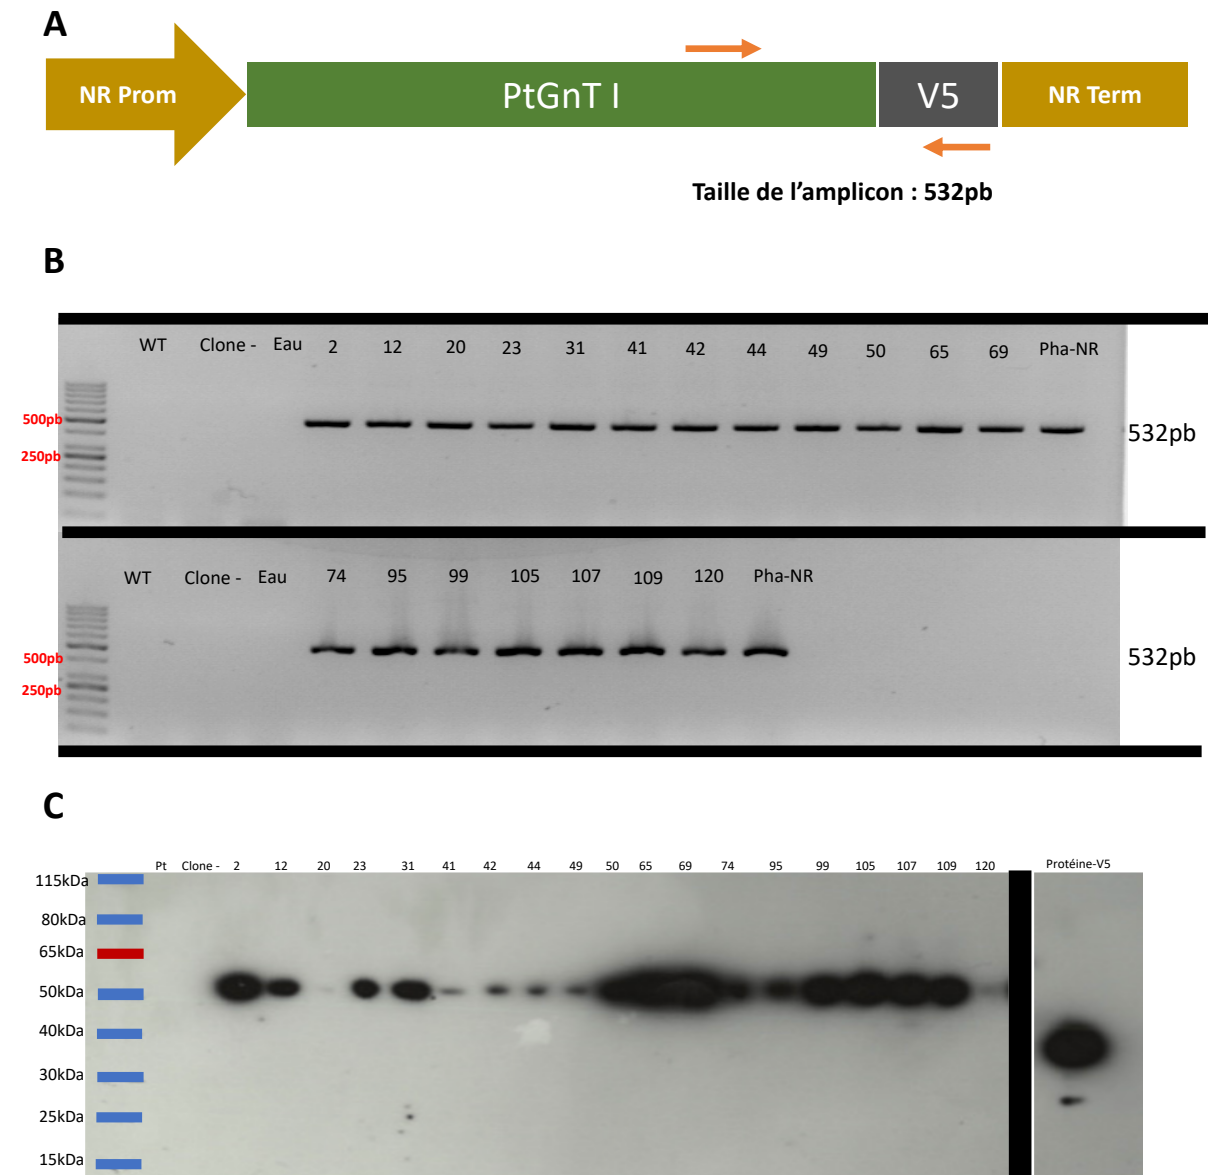 A
NR Prom
PtGnT I
V5
NR Term
Taille de l’amplicon : 532pb
B
WT Clone - Eau 2 12 20 23 31 41 42 44 49 50 65 69 Pha-NR
500pb
250pb
532pb
WT Clone - Eau 74 95 99 105 107 109 120 Pha-NR
500pb
250pb
532pb
C
Pt Clone - 2 12 20 23 31 41 42 44 49 50 65 69 74 95 99 105 107 109 120 Protéine-V5
115kDa
80kDa
65kDa
50kDa
40kDa
30kDa
25kDa
15kDa